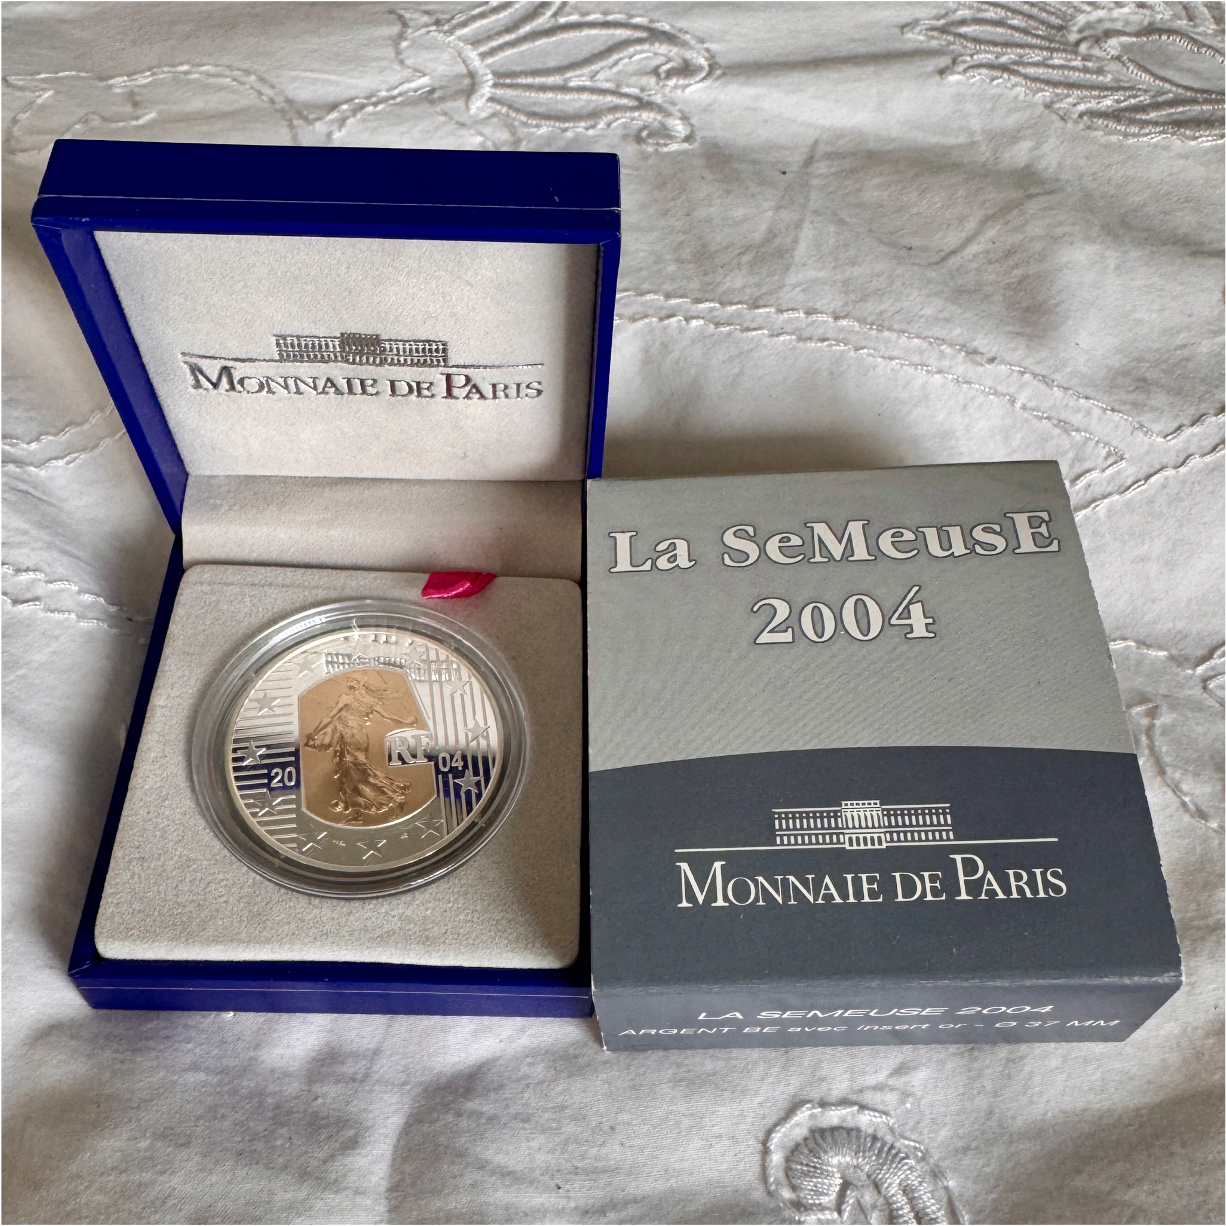 MONNAIE DE PARIS
RF
20 04
La SeMeusE
2004
MONNAIE DE PARIS
LA SEMEUSE 2004
ARGENT BE avec insert or - Ø 37 MM